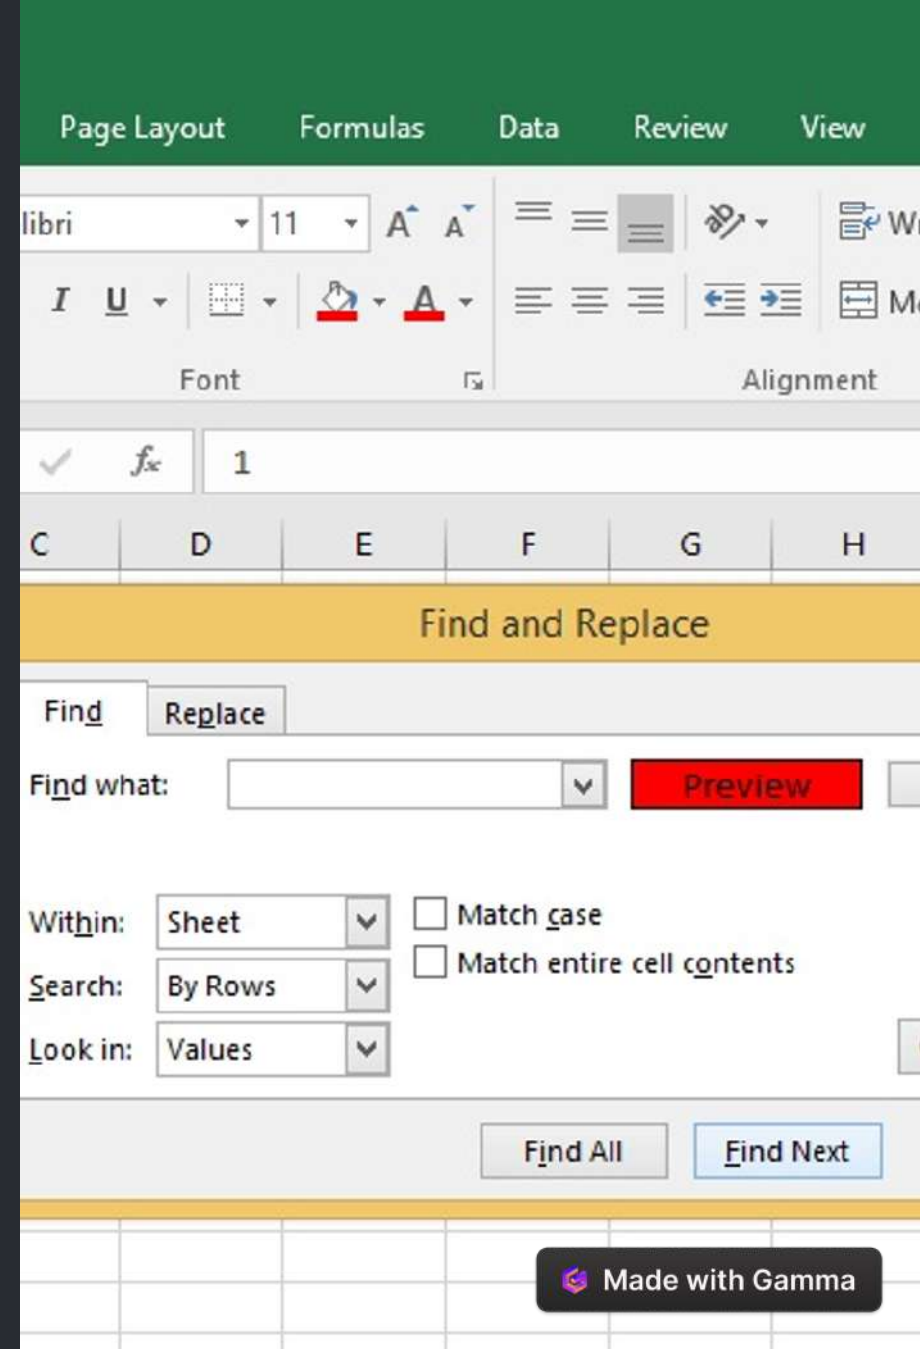 Page Layout Formulas Data Review View
libri 11 A A Wr
I U A
Font Alignment
fx 1
C D E F G H
Find and Replace
Find Replace
Find what: Preview
Within: Sheet Match case
Match entire cell contents
Search: By Rows
Look in: Values
Find All Find Next
Made with Gamma